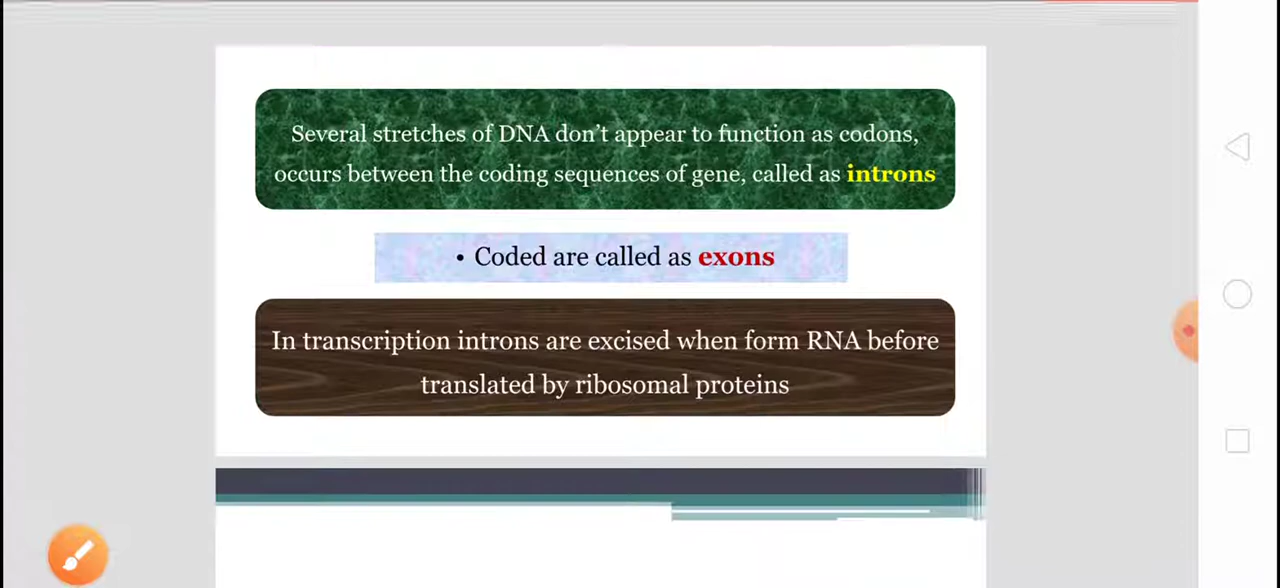 Several stretches of DNA don't appear to function as codons,
occurs between the coding sequences of gene, called as introns
• Coded are called as exons
In transcription introns are excised when form RNA before
translated by ribosomal proteins